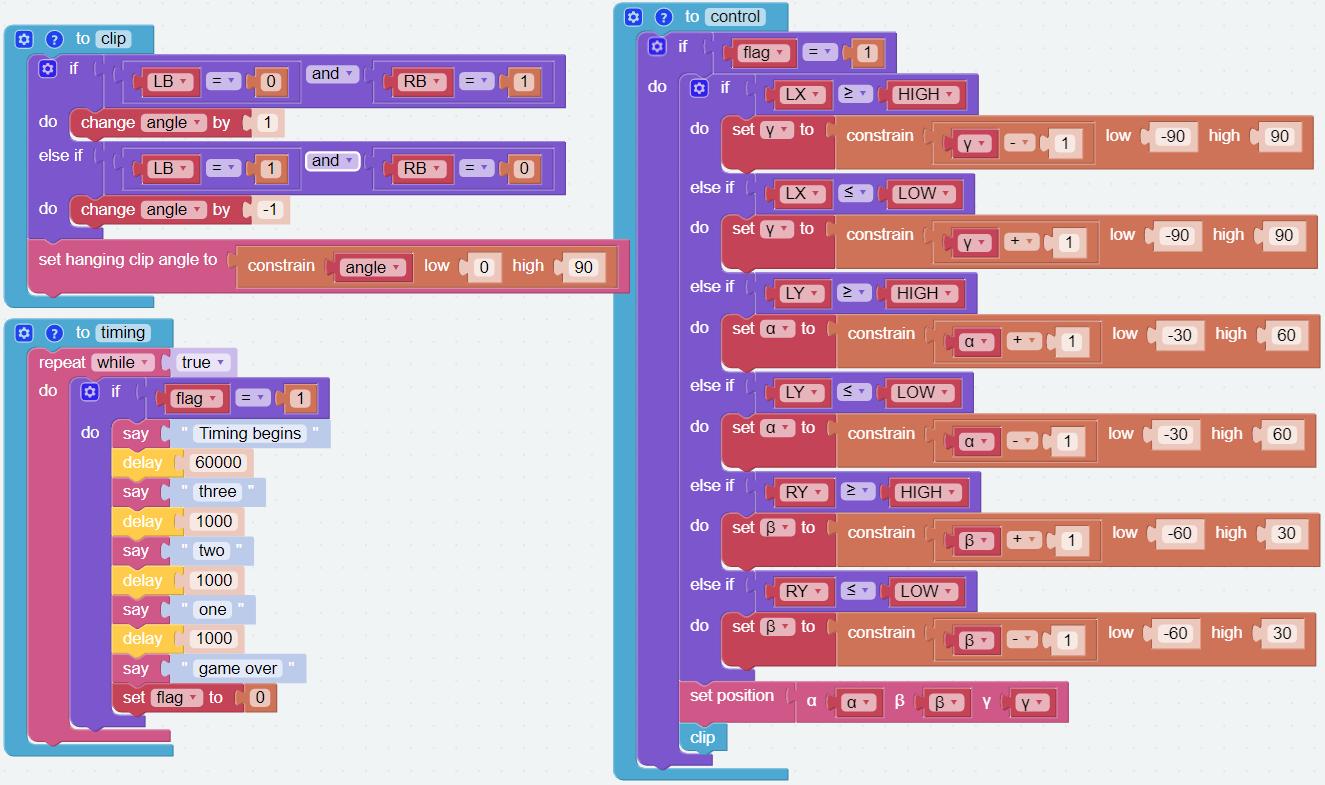 to clip
if LB = 0 and RB = 1
do change angle by 1
else if LB = 1 and RB = 0
do change angle by -1
set hanging clip angle to constrain angle low 0 high 90
to timing
repeat while true
do if flag = 1
do say " Timing begins "
delay 60000
say " three "
delay 1000
say " two "
delay 1000
say " one "
delay 1000
say " game over "
set flag to 0
to control
if flag = 1
do if LX ≥ HIGH
do set γ to constrain γ - 1 low -90 high 90
else if LX ≤ LOW
do set γ to constrain γ + 1 low -90 high 90
else if LY ≥ HIGH
do set α to constrain α + 1 low -30 high 60
else if LY ≤ LOW
do set α to constrain α - 1 low -30 high 60
else if RY ≥ HIGH
do set β to constrain β + 1 low -60 high 30
else if RY ≤ LOW
do set β to constrain β - 1 low -60 high 30
set position α α β β γ γ
clip